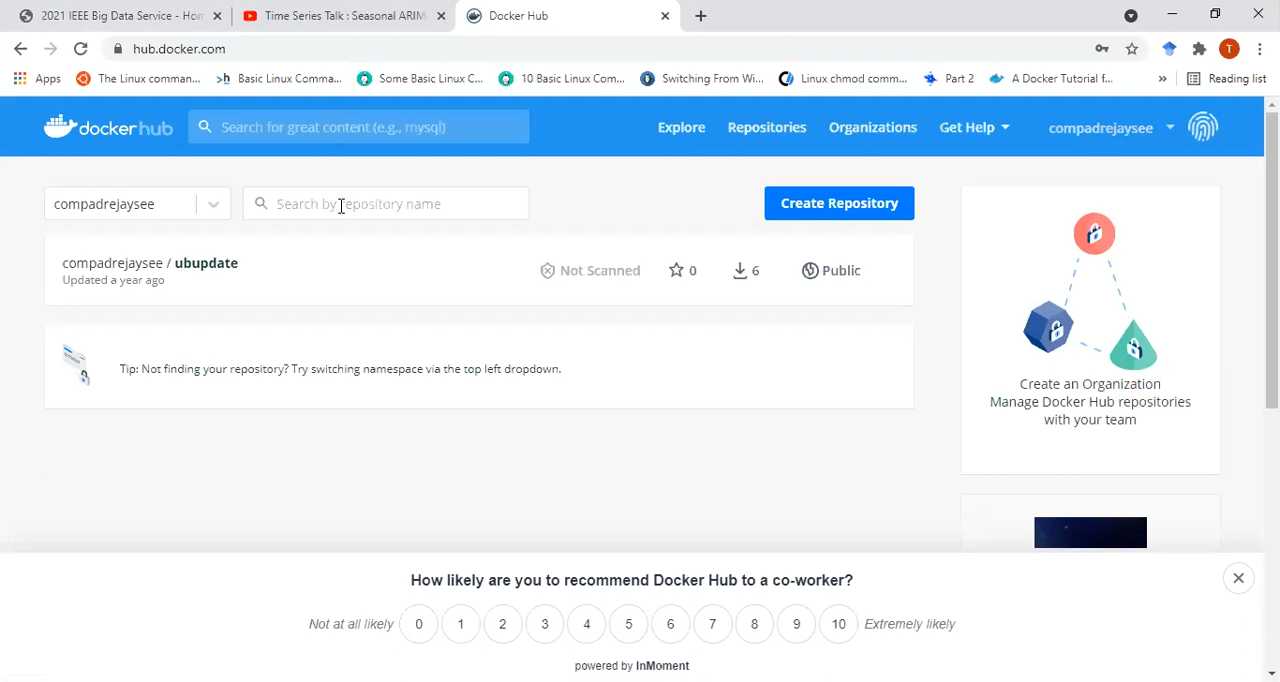 2021 IEEE Big Data Service - Hom
Time Series Talk : Seasonal ARIM
Docker Hub
hub.docker.com
T
Apps
The Linux comman...
Basic Linux Comma...
Some Basic Linux C...
10 Basic Linux Com...
Switching From Wi...
Linux chmod comm...
Part 2
A Docker Tutorial f...
»
Reading list
docker hub
Search for great content (e.g., mysql)
Explore
Repositories
Organizations
Get Help
compadrejaysee
compadrejaysee
Search by repository name
Create Repository
compadrejaysee / ubupdate
Updated a year ago
Not Scanned
0
6
Public
Tip: Not finding your repository? Try switching namespace via the top left dropdown.
Create an Organization
Manage Docker Hub repositories
with your team
How likely are you to recommend Docker Hub to a co-worker?
Not at all likely 0 1 2 3 4 5 6 7 8 9 10 Extremely likely
powered by InMoment